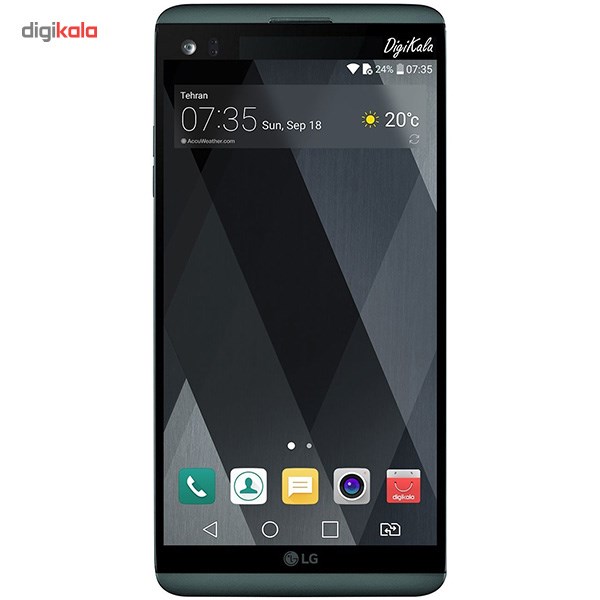 digikala
DigiKala
24% 07:35
Tehran
07:35 Sun, Sep 18
20°c
AccuWeather.com
digikala
LG